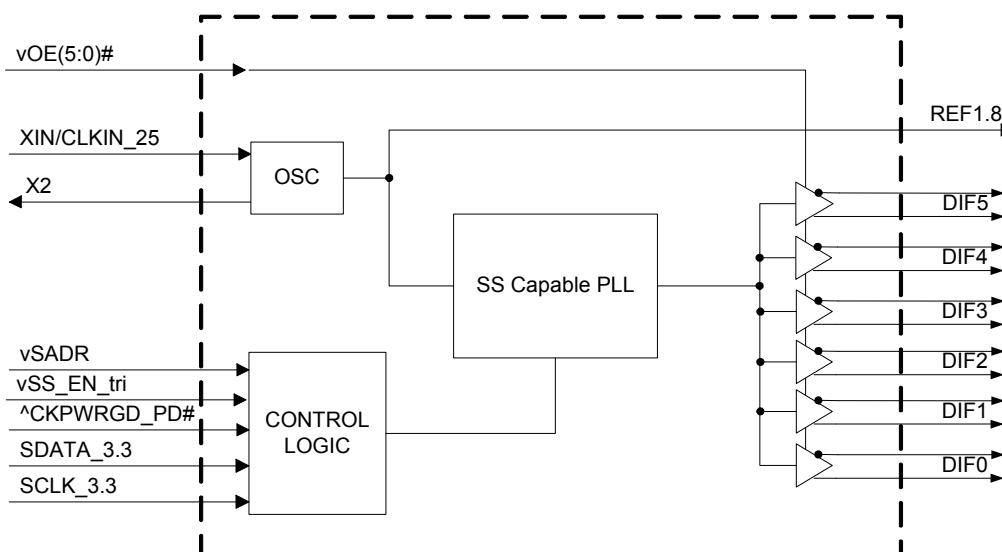 vOE(5:0)#
REF1.8
XIN/CLKIN_25
OSC
X2
DIF5
DIF4
SS Capable PLL
DIF3
vSADR
DIF2
vSS_EN_tri
^CKPWRGD_PD#
CONTROL
LOGIC
DIF1
SDATA_3.3
DIF0
SCLK_3.3